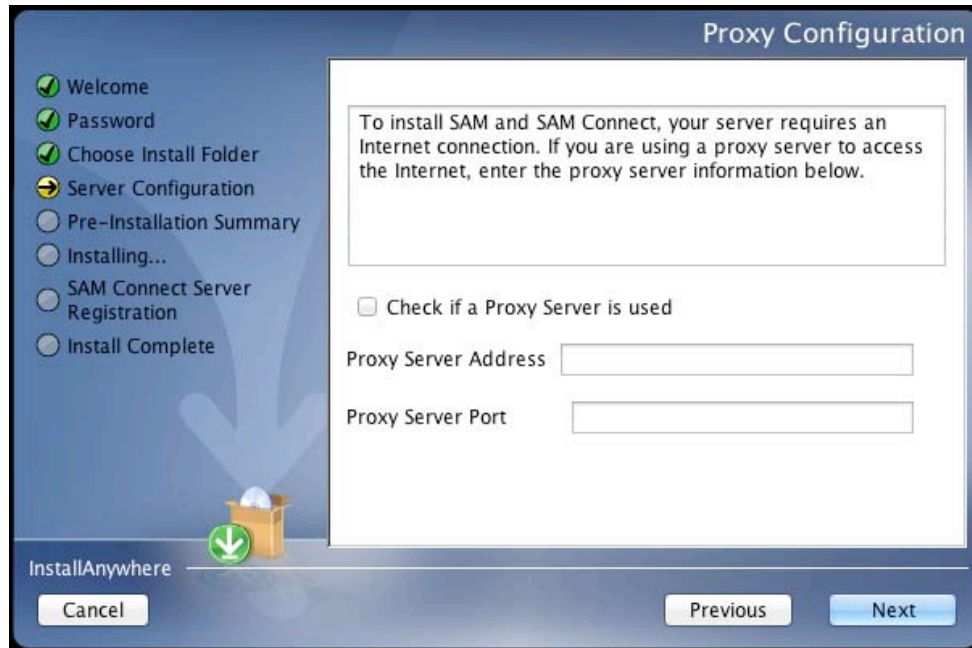 Proxy Configuration
Welcome
Password
Choose Install Folder
Server Configuration
Pre-Installation Summary
Installing...
SAM Connect Server
Registration
Install Complete
To install SAM and SAM Connect, your server requires an
Internet connection. If you are using a proxy server to access
the Internet, enter the proxy server information below.
Check if a Proxy Server is used
Proxy Server Address
Proxy Server Port
InstallAnywhere
Cancel
Previous
Next